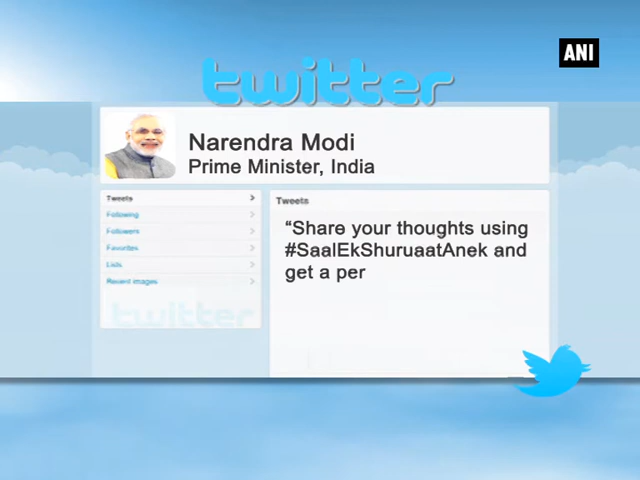 ANI
twitter
Narendra Modi
Prime Minister, India
Tweets
Following
Followers
Favorites
Lists
Recent images
twitter
Tweets
“Share your thoughts using
#SaalEkShuruaatAnek and
get a per